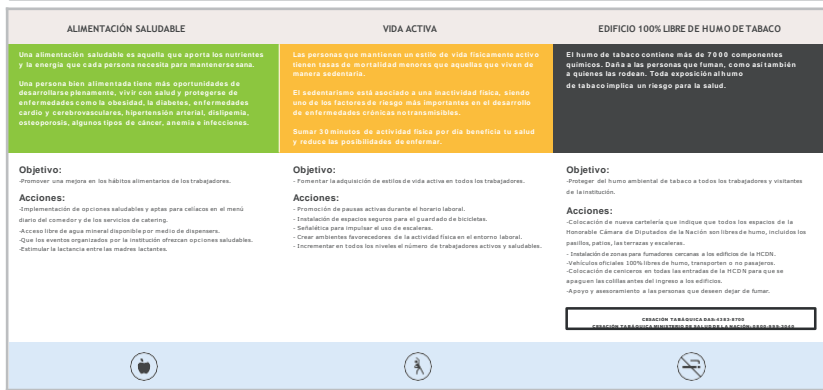 ALIMENTACIÓN SALUDABLE
Una alimentación saludable es aquella que aporta los nutrientes
y la energía que cada persona necesita para mantenerse sana.
Una persona bien alimentada tiene más oportunidades de
desarrollarse plenamente, vivir con salud y protegerse de
enfermedades como la obesidad, la diabetes, enfermedades
cardio y cerebrovasculares, hipertensión arterial, dislipemia,
osteoporosis, algunos tipos de cáncer, anemia e infecciones.
Objetivo:
-Promover una mejora en los hábitos alimentarios de los trabajadores.
Acciones:
-Implementación de opciones saludables y aptas para celíacos en el menú
diario del comedor y de los servicios de catering.
-Acceso libre de agua mineral disponible por medio de dispensers.
-Que los eventos organizados por la institución ofrezcan opciones saludables.
-Estimular la lactancia entre las madres lactantes.
VIDA ACTIVA
Las personas que mantienen un estilo de vida físicamente activo
tienen tasas de mortalidad menores que aquellas que viven de
manera sedentaria.
El sedentarismo está asociado a una inactividad física, siendo
uno de los factores de riesgo más importantes en el desarrollo
de enfermedades crónicas no transmisibles.
Sumar 30 minutos de actividad física por día beneficia tu salud
y reduce las posibilidades de enfermar.
Objetivo:
- Fomentar la adquisición de estilos de vida activa en todos los trabajadores.
Acciones:
- Promoción de pausas activas durante el horario laboral.
- Instalación de espacios seguros para el guardado de bicicletas.
- Señalética para impulsar el uso de escaleras.
- Crear ambientes favorecedores de la actividad física en el entorno laboral.
- Incrementar en todos los niveles al número de trabajadores activos y saludables.
EDIFICIO 100% LIBRE DE HUMO DE TABACO
El humo de tabaco contiene más de 7000 componentes
químicos. Daña a las personas que fuman, como así también
a quienes las rodean. Toda exposición al humo
de tabaco implica un riesgo para la salud.
Objetivo:
-Proteger del humo ambiental de tabaco a todos los trabajadores y visitantes
de la institución.
Acciones:
-Colocación de nueva cartelería que indique que todos los espacios de la
Honorable Cámara de Diputados de la Nación son libres de humo, incluidos los
pasillos, patios, las terrazas y escaleras.
- Instalación de zonas para fumadores cercanas a los edificios de la HCDN.
-Vehículos oficiales 100% libres de humo, transporten o no pasajeros.
-Colocación de ceniceros en todas las entradas de la HCDN para que se
apaguen las colillas antes del ingreso a los edificios.
-Apoyo y asesoramiento a las personas que deseen dejar de fumar.
CESACIÓN TABÁQUICA DAS: 4383-8700
CESACIÓN TABÁQUICA MINISTERIO DE SALUD DE LA NACIÓN: 0800-999-3040